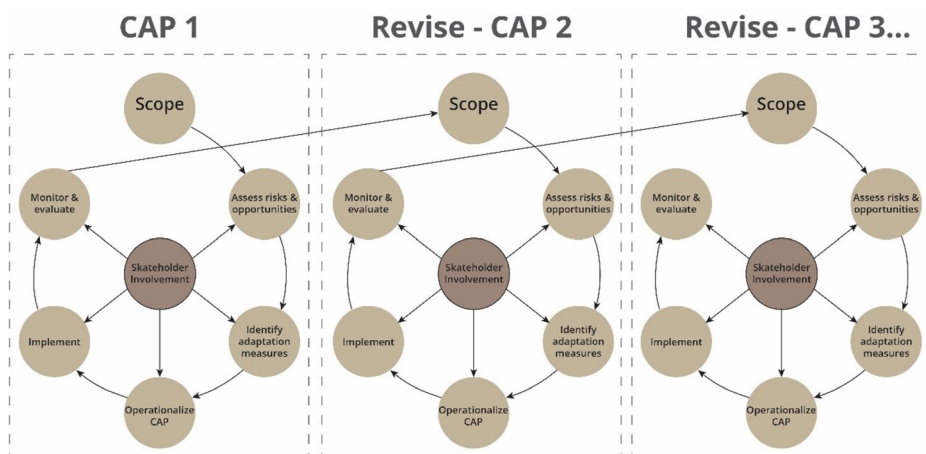 CAP 1
Revise - CAP 2
Revise - CAP 3...
Scope
Scope
Scope
Monitor &
evaluate
Assess risks &
opportunities
Monitor &
evaluate
Assess risks &
opportunities
Monitor &
evaluate
Assess risks &
opportunities
Skateholder
Involvement
Skateholder
Involvement
Skateholder
Involvement
Implement
Identify
adaptation
measures
Implement
Identify
adaptation
measures
Implement
Identify
adaptation
measures
Operationalize
CAP
Operationalize
CAP
Operationalize
CAP